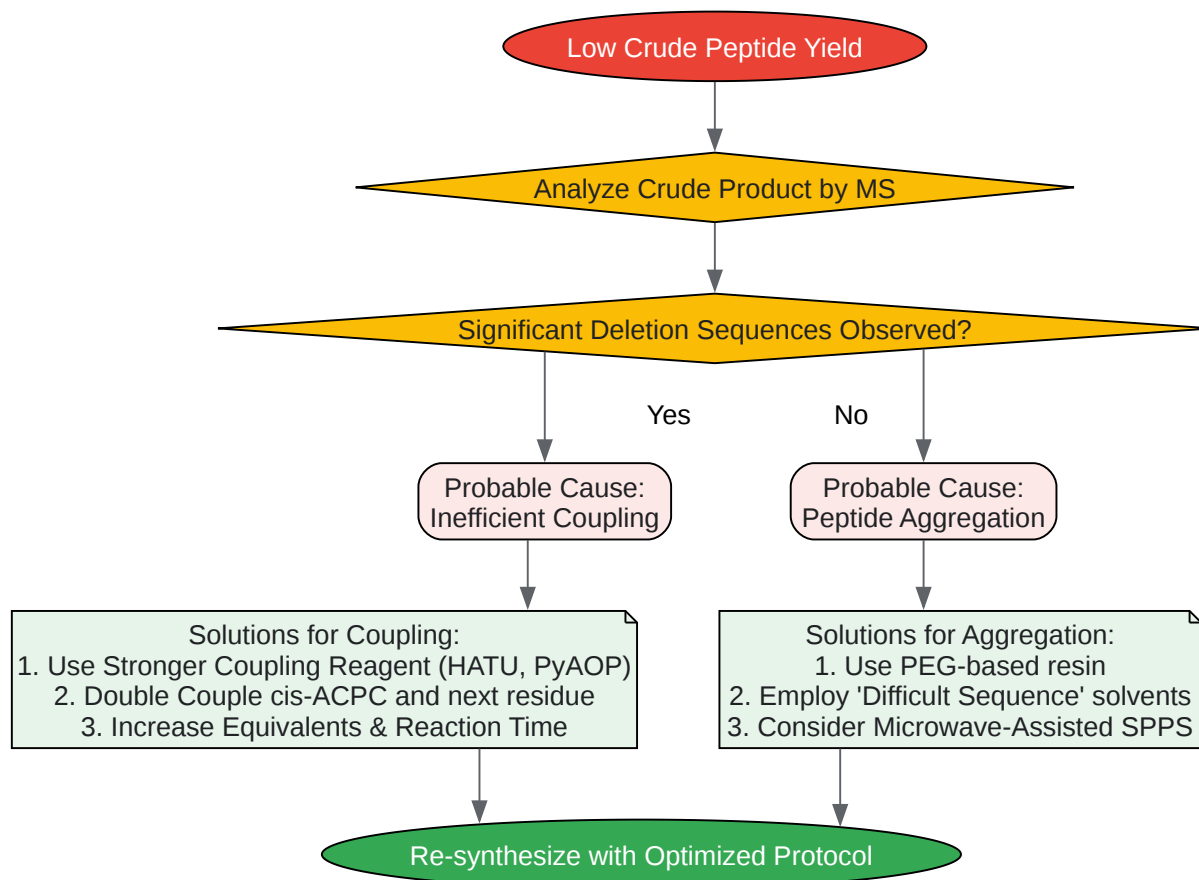 Low Crude Peptide Yield
Analyze Crude Product by MS
Significant Deletion Sequences Observed?
Yes
No
Probable Cause:
Inefficient Coupling
Probable Cause:
Peptide Aggregation
Solutions for Coupling:
1. Use Stronger Coupling Reagent (HATU, PyAOP)
2. Double Couple cis-ACPC and next residue
3. Increase Equivalents & Reaction Time
Solutions for Aggregation:
1. Use PEG-based resin
2. Employ 'Difficult Sequence' solvents
3. Consider Microwave-Assisted SPPS
Re-synthesize with Optimized Protocol